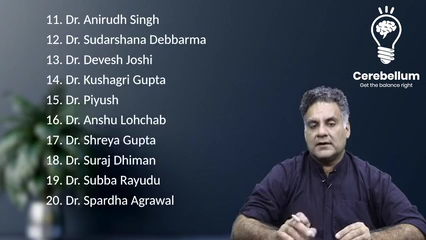 11. Dr. Anirudh Singh
12. Dr. Sudarshana Debbarma
13. Dr. Devesh Joshi
14. Dr. Kushagri Gupta
15. Dr. Piyush
16. Dr. Anshu Lohchab
17. Dr. Shreya Gupta
18. Dr. Suraj Dhiman
19. Dr. Subba Rayudu
20. Dr. Spardha Agrawal
Cerebellum
Get the balance right